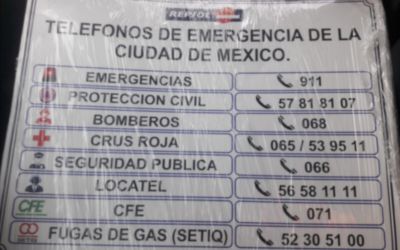 REPSOL
TELEFONOS DE EMERGENCIA DE LA
CIUDAD DE MEXICO.
EMERGENCIAS 911
PROTECCION CIVIL 57 81 81 07
BOMBEROS 068
CRUS ROJA 065 / 53 95 11
SEGURIDAD PUBLICA 066
LOCATEL 56 58 11 11
CFE CFE 071
FUGAS DE GAS (SETIQ) 52 30 51 00